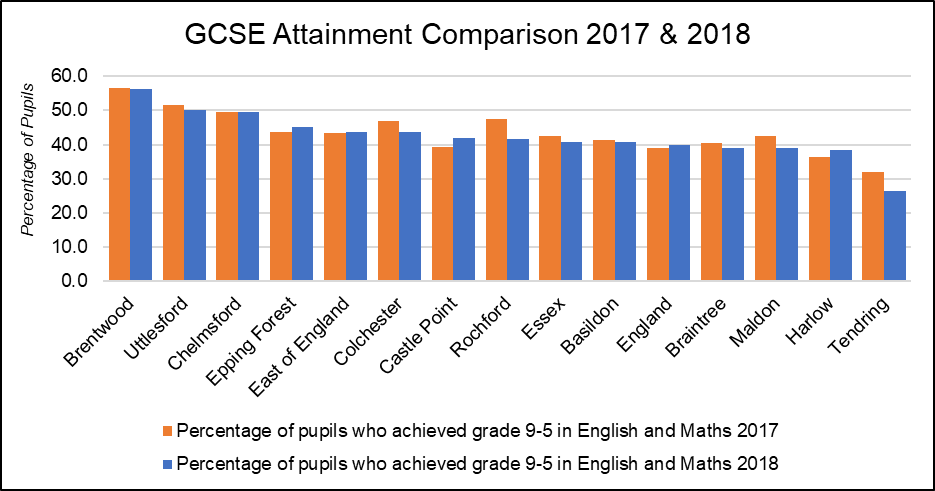 GCSE Attainment Comparison 2017 & 2018
Percentage of Pupils
60.0
50.0
40.0
30.0
20.0
10.0
0.0
Brentwood
Uttlesford
Chelmsford
Epping Forest
East of England
Colchester
Castle Point
Rochford
Essex
Basildon
England
Braintree
Maldon
Harlow
Tendring
Percentage of pupils who achieved grade 9-5 in English and Maths 2017
Percentage of pupils who achieved grade 9-5 in English and Maths 2018